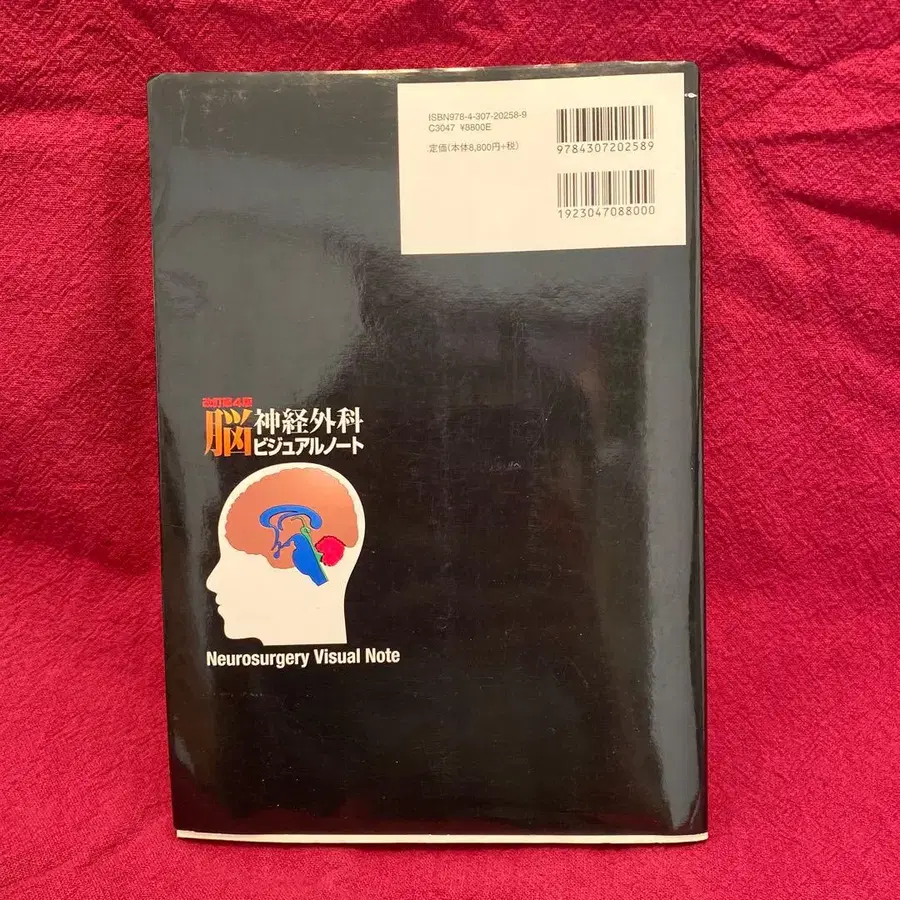 ISBN978-4-307-20258-9
C3047 ¥8800E
定価(本体8,800円+税)
9784307202589
1923047088000
改訂第4版
脳神経外科
ビジュアルノート
Neurosurgery Visual Note